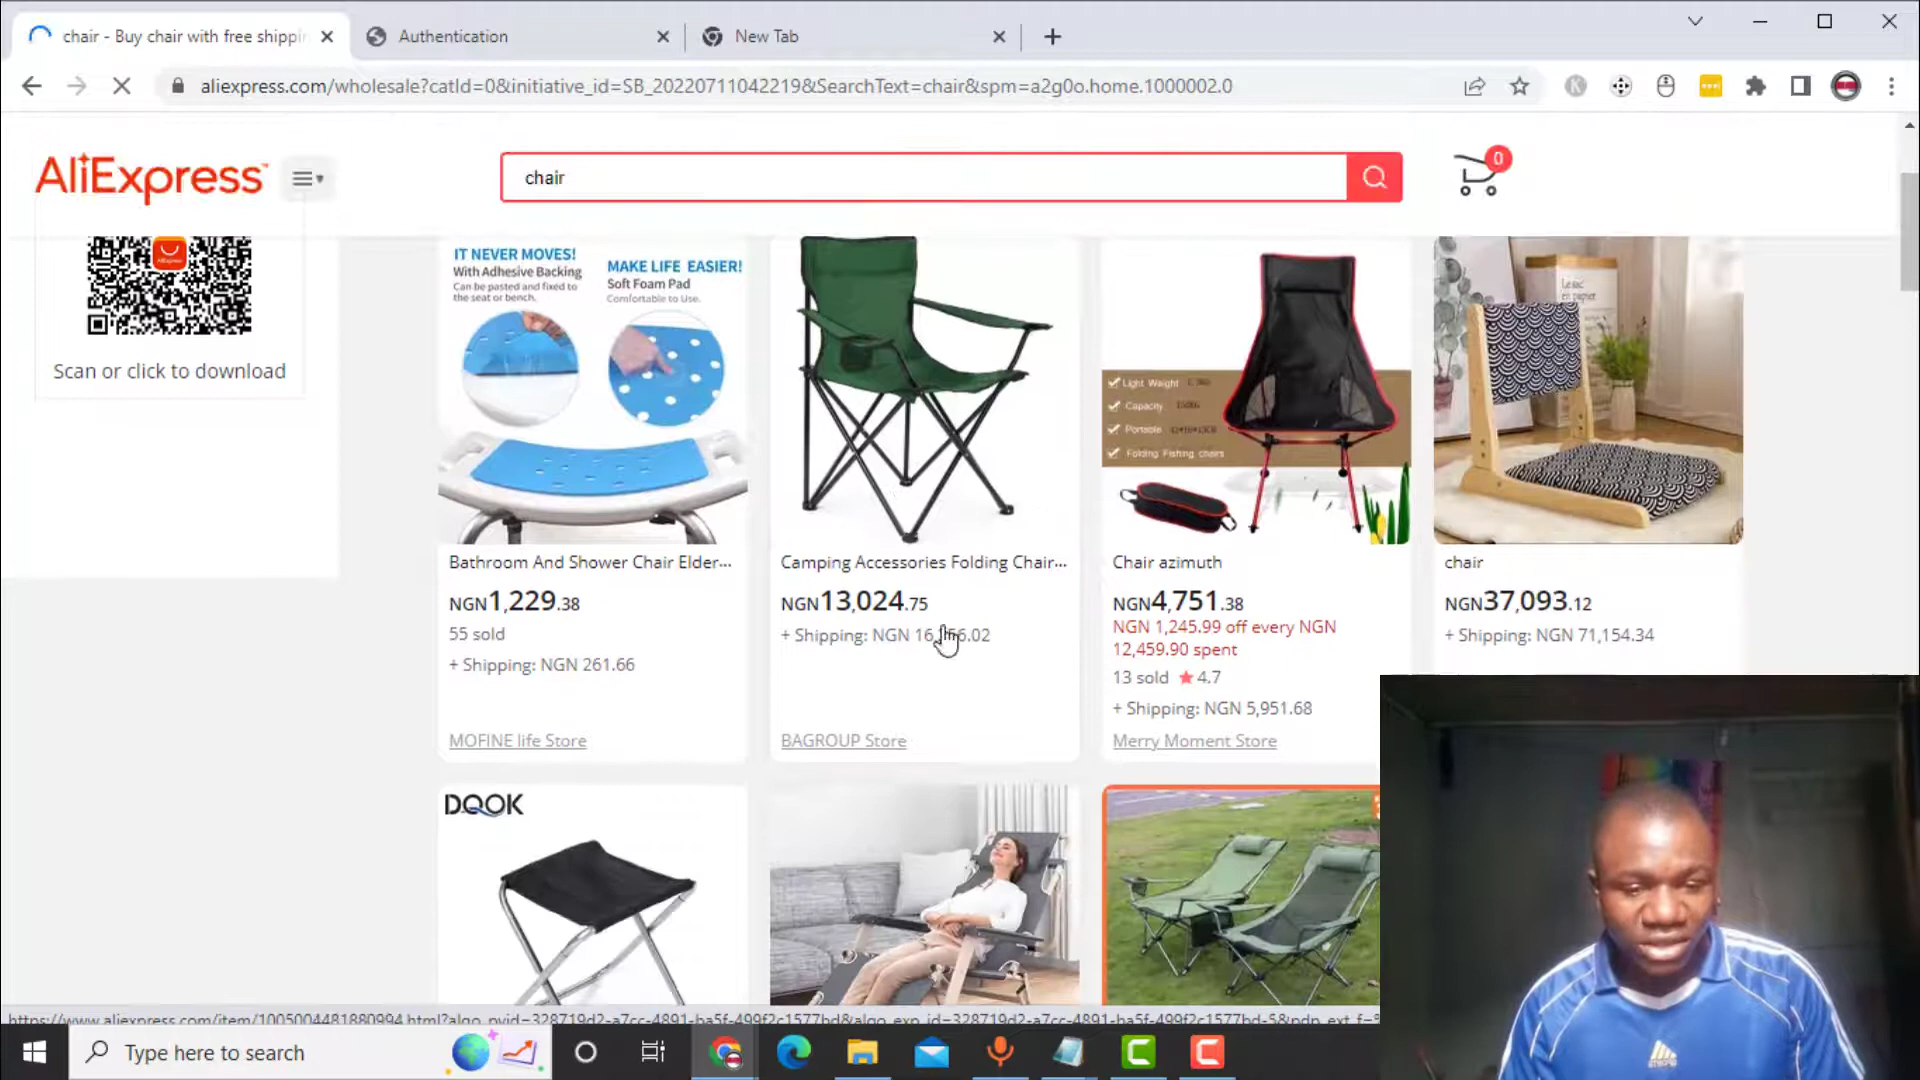 chair - Buy chair with free shippin
Authentication
New Tab
aliexpress.com/wholesale?catId=0&initiative_id=SB_20220711042219&SearchText=chair&spm=a2g0o.home.1000002.0
AliExpress
chair
0
Scan or click to download
IT NEVER MOVES!
With Adhesive Backing
Can be pasted and fixed to
the seat or bench.
MAKE LIFE EASIER!
Soft Foam Pad
Comfortable to Use.
Light Weight
Capacity
Portable
Folding Fishing chairs
Le sac
en papier
Bathroom And Shower Chair Elder...
NGN1,229.38
55 sold
+ Shipping: NGN 261.66
MOFINE life Store
Camping Accessories Folding Chair...
NGN13,024.75
+ Shipping: NGN
BAGROUP Store
Chair azimuth
NGN4,751.38
NGN 1,245.99 off every NGN
12,459.90 spent
13 sold ★ 4.7
+ Shipping: NGN 5,951.68
Merry Moment Store
chair
NGN37,093.12
+ Shipping: NGN 71,154.34
DQOK
https://www.aliexpress.com/item/1005004481880994.html?algo_pvid=328719d2-a7cc-4891-ba5f-499f2c1577bd&algo_exp_id=328719d2-a7cc-4891-ba5f-499f2c1577bd-5&pdp_ext_f=
Type here to search